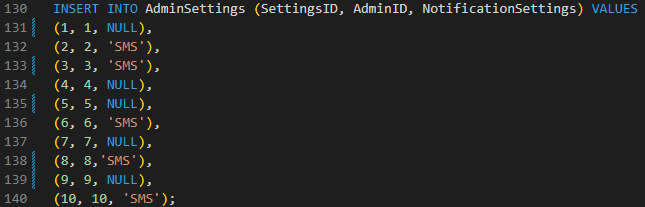 130 INSERT INTO AdminSettings (SettingsID, AdminID, NotificationSettings) VALUES
131 (1, 1, NULL),
132 (2, 2, 'SMS'),
133 (3, 3, 'SMS'),
134 (4, 4, NULL),
135 (5, 5, NULL),
136 (6, 6, 'SMS'),
137 (7, 7, NULL),
138 (8, 8,'SMS'),
139 (9, 9, NULL),
140 (10, 10, 'SMS');